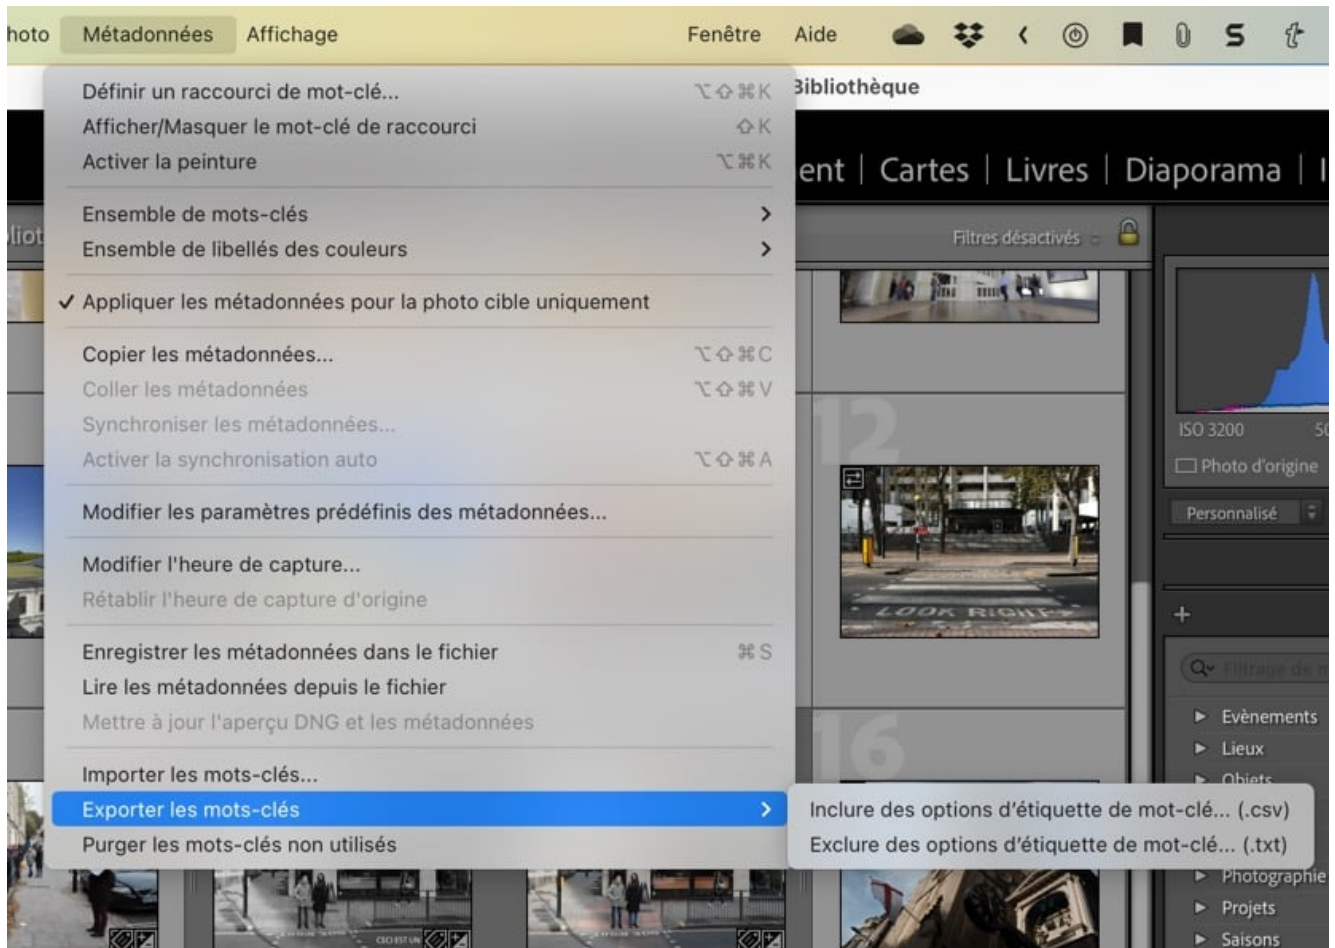 hoto Métadonnées Affichage Fenêtre Aide
Bibliothèque
Définir un raccourci de mot-clé... ⌥⇧⌘K
Afficher/Masquer le mot-clé de raccourci ⇧K
Activer la peinture ⌥⌘K
ent | Cartes | Livres | Diaporama | I
Ensemble de mots-clés
Ensemble de libellés des couleurs
Filtres désactivés
✓ Appliquer les métadonnées pour la photo cible uniquement
Copier les métadonnées... ⌥⇧⌘C
Coller les métadonnées ⌥⇧⌘V
Synchroniser les métadonnées...
Activer la synchronisation auto ⌥⇧⌘A
12
ISO 3200 50
Photo d'origine
Modifier les paramètres prédéfinis des métadonnées...
Personnalisé
Modifier l'heure de capture...
Rétablir l'heure de capture d'origine
LOOK RIGHT
Enregistrer les métadonnées dans le fichier ⌘S
Lire les métadonnées depuis le fichier
Mettre à jour l'aperçu DNG et les métadonnées
16
Filtrage de m
Evènements
Lieux
Objets
Importer les mots-clés...
Exporter les mots-clés
Purger les mots-clés non utilisés
Inclure des options d'étiquette de mot-clé... (.csv)
Exclure des options d'étiquette de mot-clé... (.txt)
Photographie
Projets
Saisons
CECI EST UN